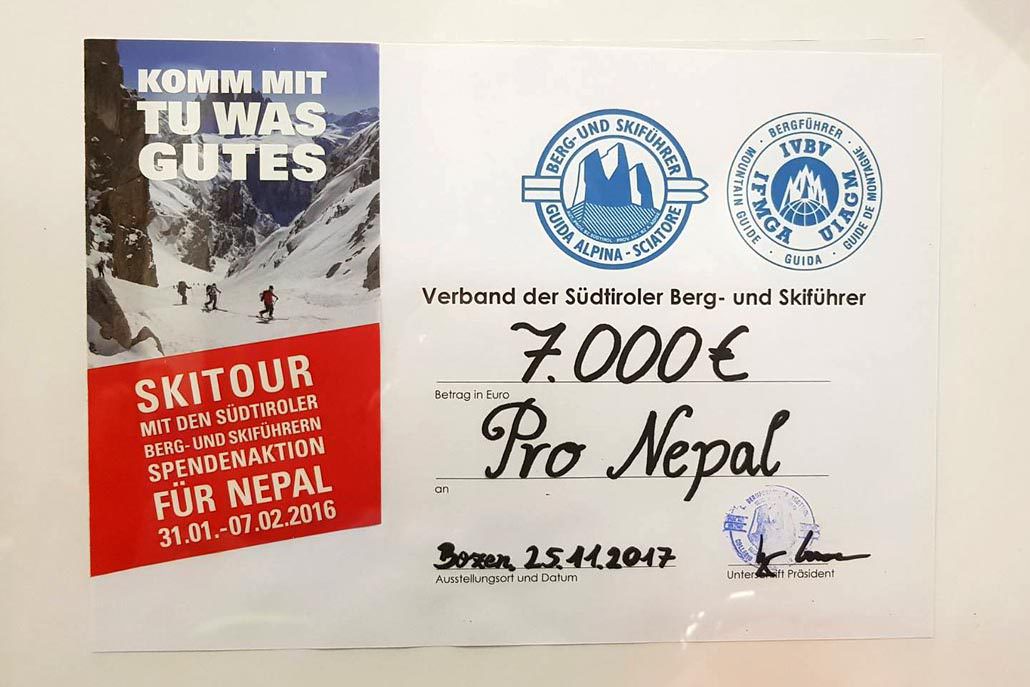 KOMM MIT
TU WAS
GUTES
SKITOUR
MIT DEN SÜDTIROLER
BERG- UND SKIFÜHRERN
SPENDENAKTION
FÜR NEPAL
31.01.-07.02.2016
BERG- UND SKIFÜHRER
GUIDA ALPINA - SCIATORE
BERGFÜHRER
MOUNTAIN GUIDE
GUIDA
GUIDE DE MONTAGNE
IVBV
IFMGA
UIAGM
Verband der Südtiroler Berg- und Skiführer
7.000€
Betrag in Euro
Pro Nepal
an
Bozen, 25.11.2017
Ausstellungsort und Datum
Unterschrift Präsident